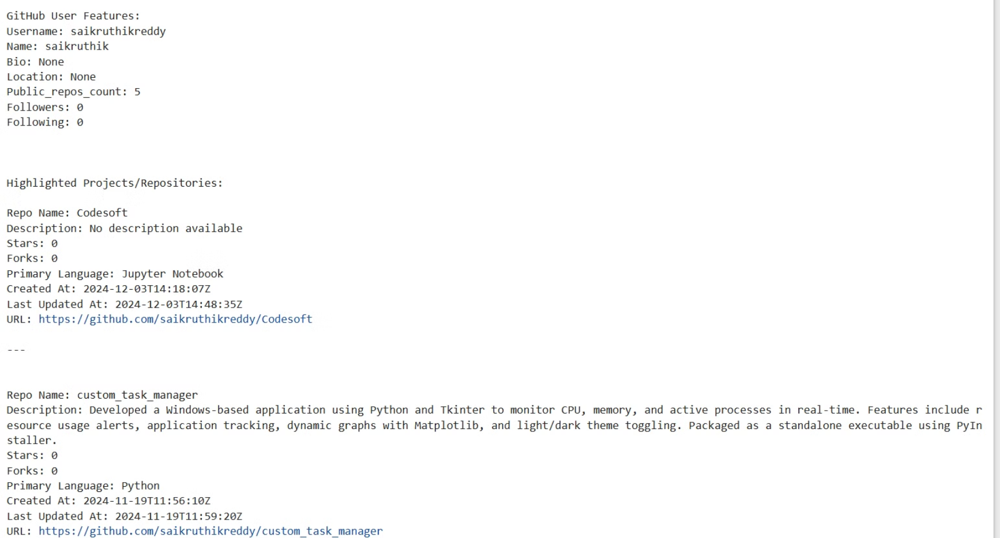 GitHub User Features:
Username: saikruthikreddy
Name: saikruthik
Bio: None
Location: None
Public_repos_count: 5
Followers: 0
Following: 0
Highlighted Projects/Repositories:
Repo Name: Codesoft
Description: No description available
Stars: 0
Forks: 0
Primary Language: Jupyter Notebook
Created At: 2024-12-03T14:18:07Z
Last Updated At: 2024-12-03T14:48:35Z
URL: https://github.com/saikruthikreddy/Codesoft
---
Repo Name: custom_task_manager
Description: Developed a Windows-based application using Python and Tkinter to monitor CPU, memory, and active processes in real-time. Features include r
esource usage alerts, application tracking, dynamic graphs with Matplotlib, and light/dark theme toggling. Packaged as a standalone executable using PyIn
staller.
Stars: 0
Forks: 0
Primary Language: Python
Created At: 2024-11-19T11:56:10Z
Last Updated At: 2024-11-19T11:59:20Z
URL: https://github.com/saikruthikreddy/custom_task_manager